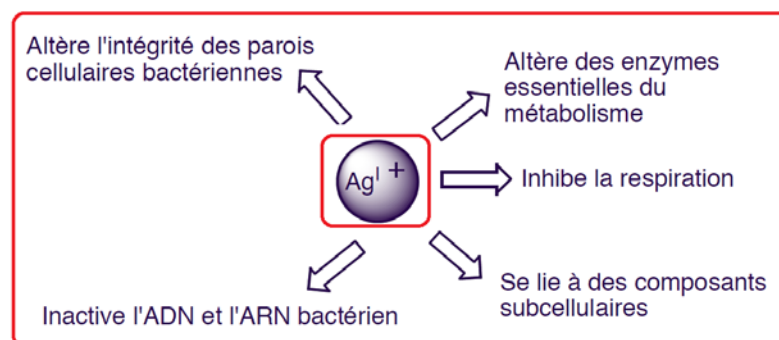 Altère l'intégrité des parois
cellulaires bactériennes
Altère des enzymes
essentielles du
métabolisme
Ag^I +
Inhibe la respiration
Se lie à des composants
subcellulaires
Inactive l'ADN et l'ARN bactérien